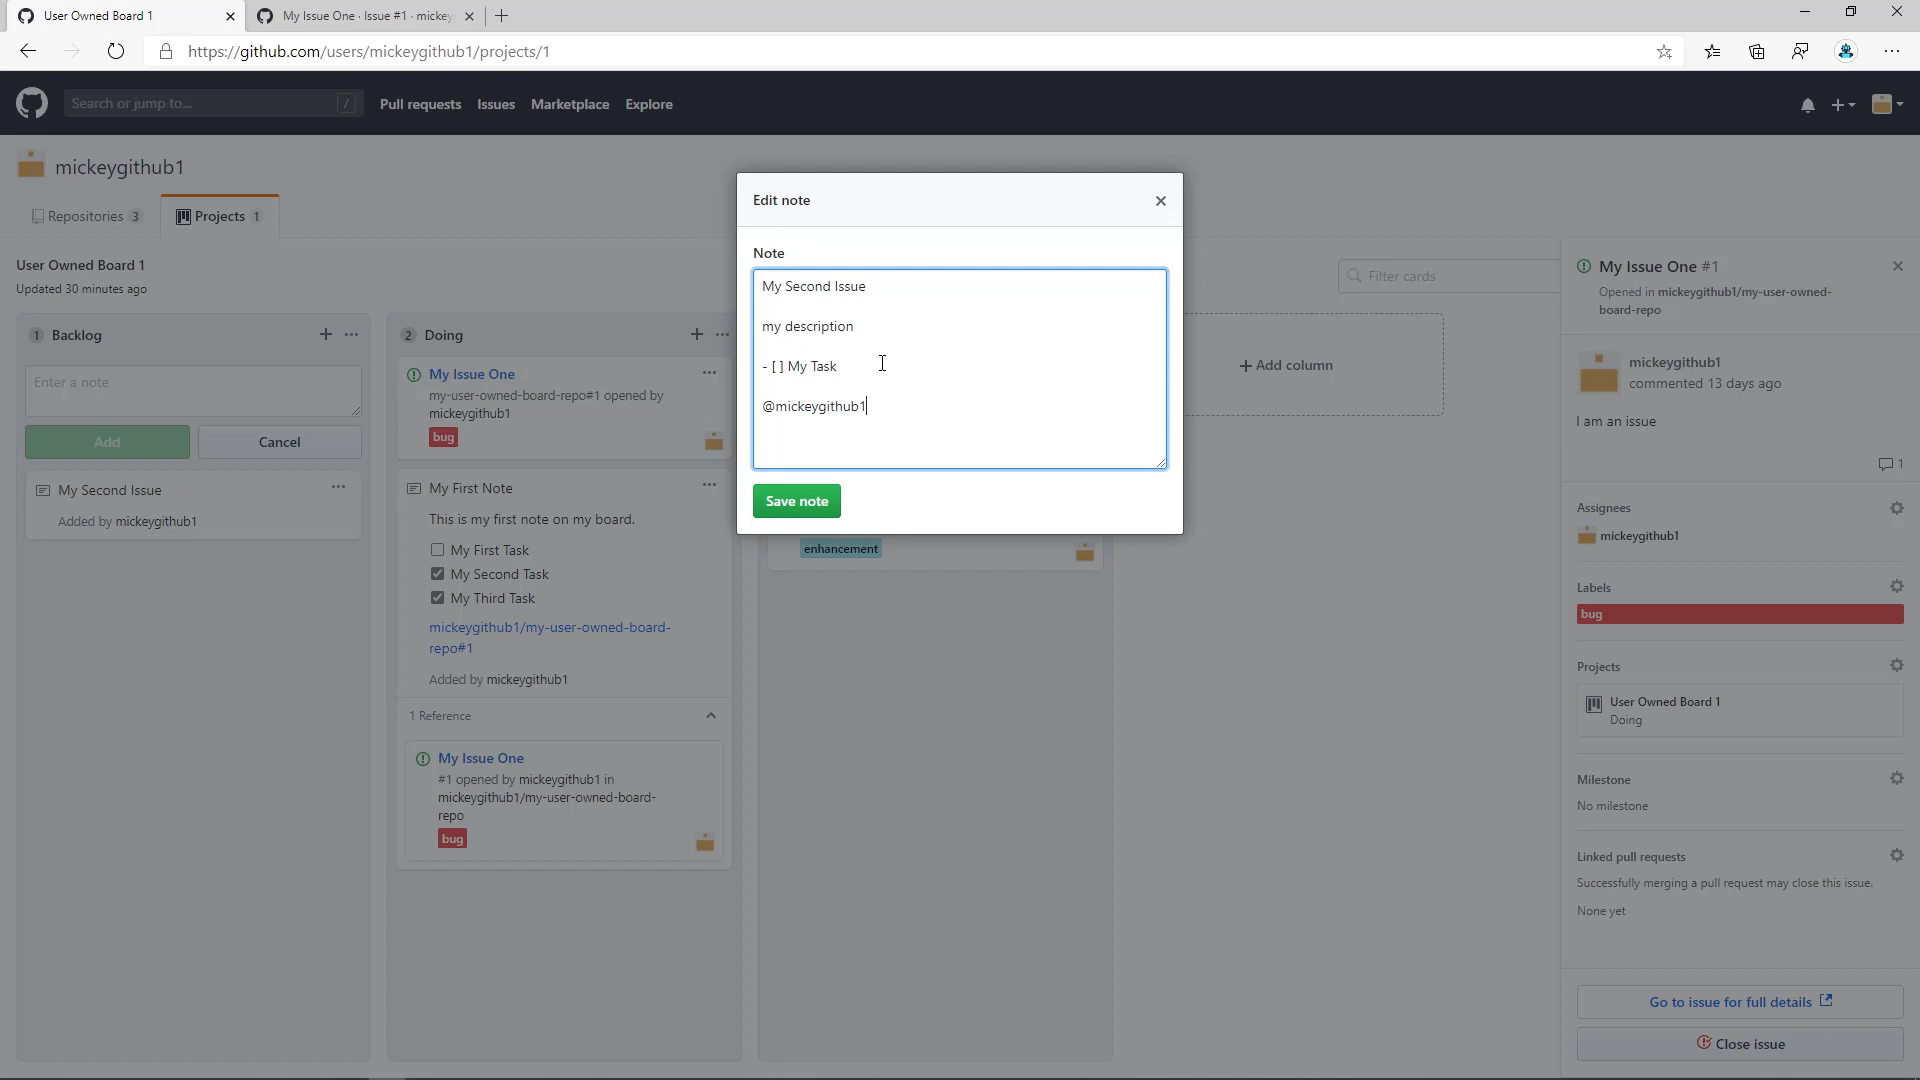 User Owned Board 1
My Issue One · Issue #1 · mickey
https://github.com/users/mickeygithub1/projects/1
Search or jump to...
/
Pull requests
Issues
Marketplace
Explore
mickeygithub1
Repositories 3
Projects 1
User Owned Board 1
Updated 30 minutes ago
1 Backlog
Enter a note
Add
Cancel
My Second Issue
Added by mickeygithub1
2 Doing
My Issue One
my-user-owned-board-repo#1 opened by
mickeygithub1
bug
My First Note
This is my first note on my board.
My First Task
My Second Task
My Third Task
mickeygithub1/my-user-owned-board-
repo#1
Added by mickeygithub1
1 Reference
My Issue One
#1 opened by mickeygithub1 in
mickeygithub1/my-user-owned-board-
repo
bug
Edit note
Note
My Second Issue
my description
- [ ] My Task
@mickeygithub1
Save note
enhancement
+ Add column
Filter cards
My Issue One #1
Opened in mickeygithub1/my-user-owned-
board-repo
mickeygithub1
commented 13 days ago
I am an issue
1
Assignees
mickeygithub1
Labels
bug
Projects
User Owned Board 1
Doing
Milestone
No milestone
Linked pull requests
Successfully merging a pull request may close this issue.
None yet
Go to issue for full details
Close issue